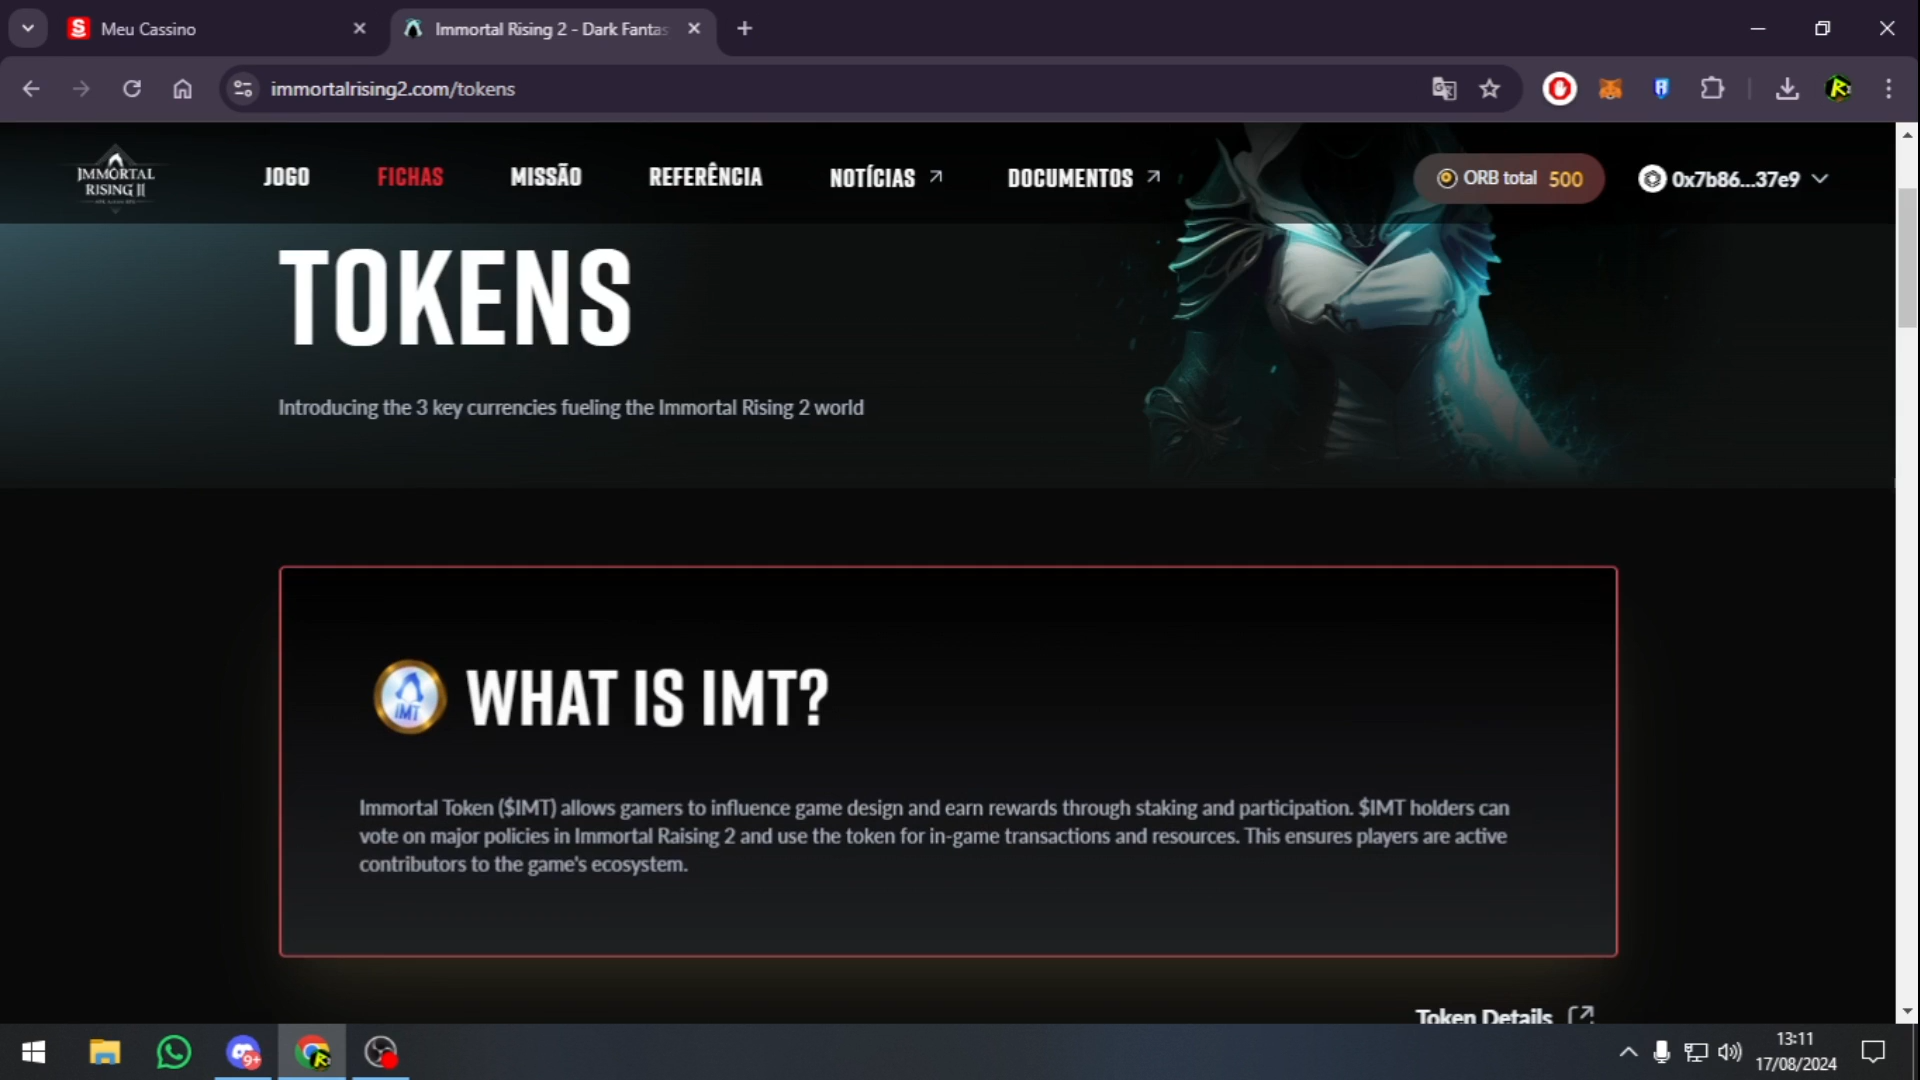 Meu Cassino
Immortal Rising 2 - Dark Fantas
immortalrising2.com/tokens
IMMORTAL
RISING II
JOGO
FICHAS
MISSÃO
REFERÊNCIA
NOTÍCIAS
DOCUMENTOS
ORB total 500
0x7b86...37e9
TOKENS
Introducing the 3 key currencies fueling the Immortal Rising 2 world
IMT
WHAT IS IMT?
Immortal Token ($IMT) allows gamers to influence game design and earn rewards through staking and participation. $IMT holders can
vote on major policies in Immortal Raising 2 and use the token for in-game transactions and resources. This ensures players are active
contributors to the game's ecosystem.
Token Details
9+
13:11
17/08/2024